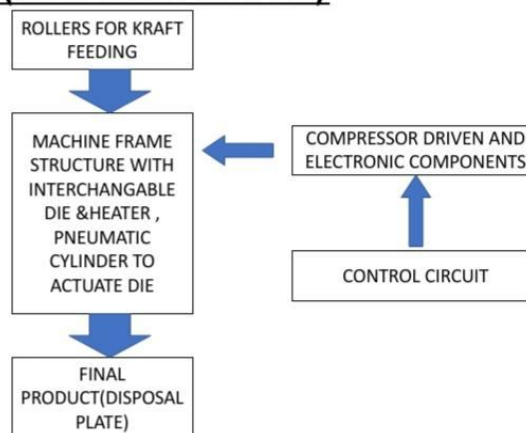 ROLLERS FOR KRAFT
FEEDING
MACHINE FRAME
STRUCTURE WITH
INTERCHANGABLE
DIE &HEATER ,
PNEUMATIC
CYLINDER TO
ACTUATE DIE
COMPRESSOR DRIVEN AND
ELECTRONIC COMPONENTS
CONTROL CIRCUIT
FINAL
PRODUCT(DISPOSAL
PLATE)